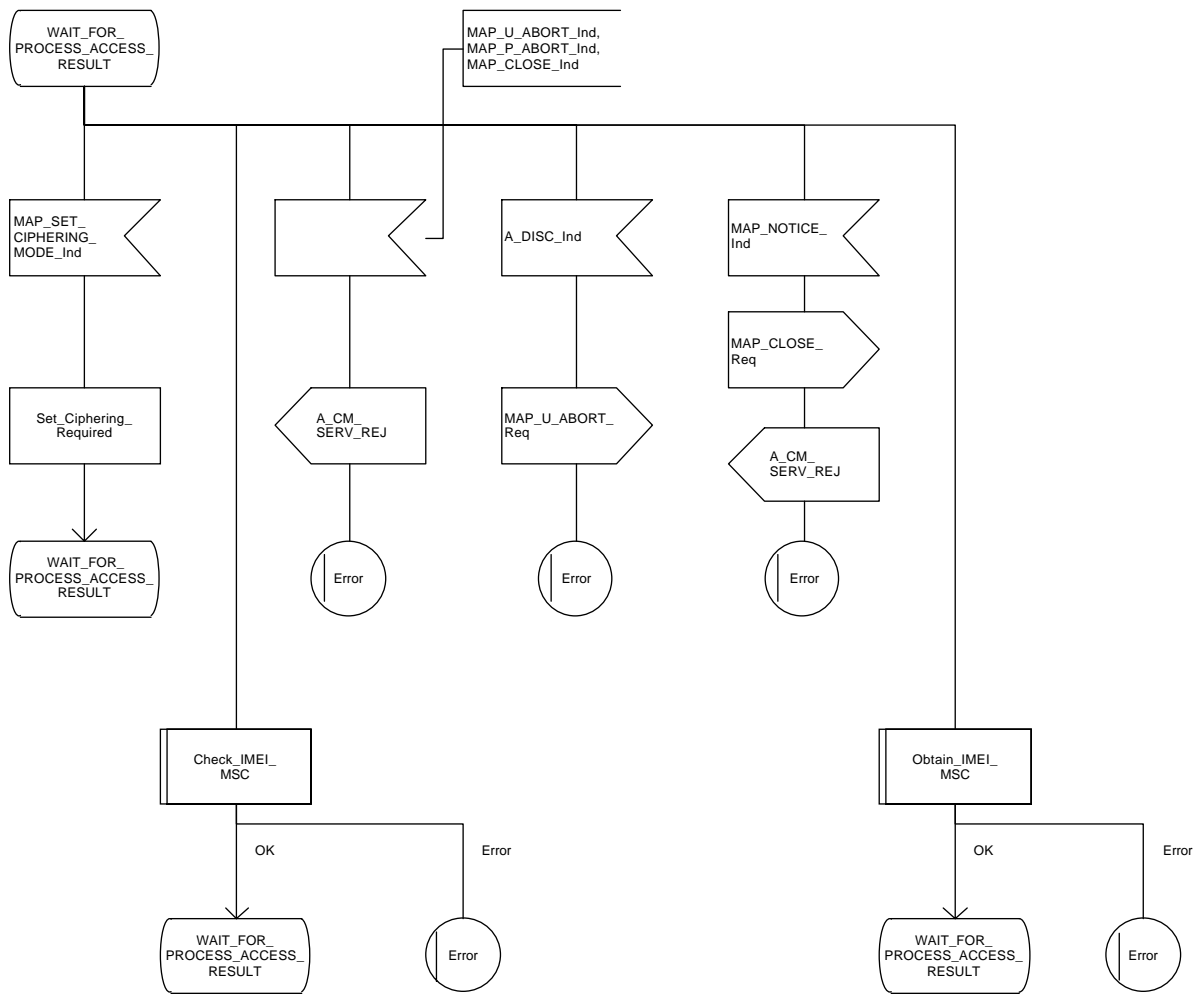 WAIT_FOR_
PROCESS_ACCESS_
RESULT
MAP_U_ABORT_Ind,
MAP_P_ABORT_Ind,
MAP_CLOSE_Ind
MAP_SET_
CIPHERING_
MODE_Ind
A_DISC_Ind
MAP_NOTICE_
Ind
MAP_CLOSE_
Req
Set_Ciphering_
Required
A_CM_
SERV_REJ
MAP_U_ABORT_
Req
A_CM_
SERV_REJ
WAIT_FOR_
PROCESS_ACCESS_
RESULT
Error
Error
Error
Check_IMEI_
MSC
Obtain_IMEI_
MSC
OK
Error
OK
Error
WAIT_FOR_
PROCESS_ACCESS_
RESULT
Error
WAIT_FOR_
PROCESS_ACCESS_
RESULT
Error